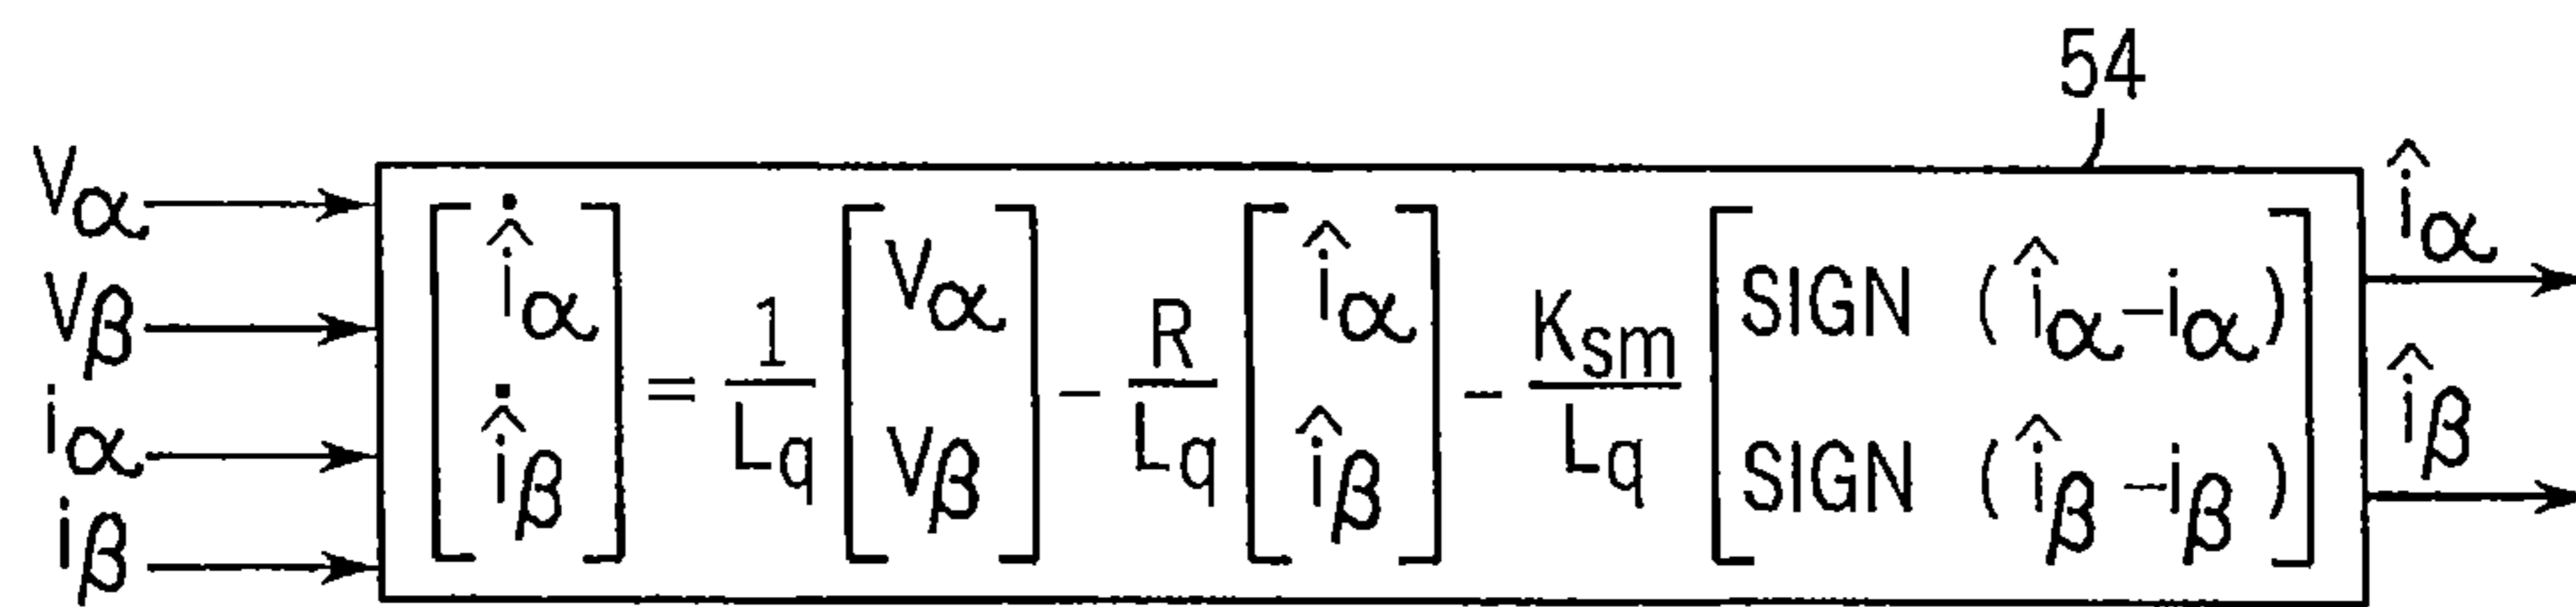 54
Vα
Vβ
iα
iβ
[î̇α î̇β] = 1/Lq [Vα Vβ] − R/Lq [îα îβ] − Ksm/Lq [SIGN (îα−iα) SIGN (îβ−iβ)]
îα
îβ